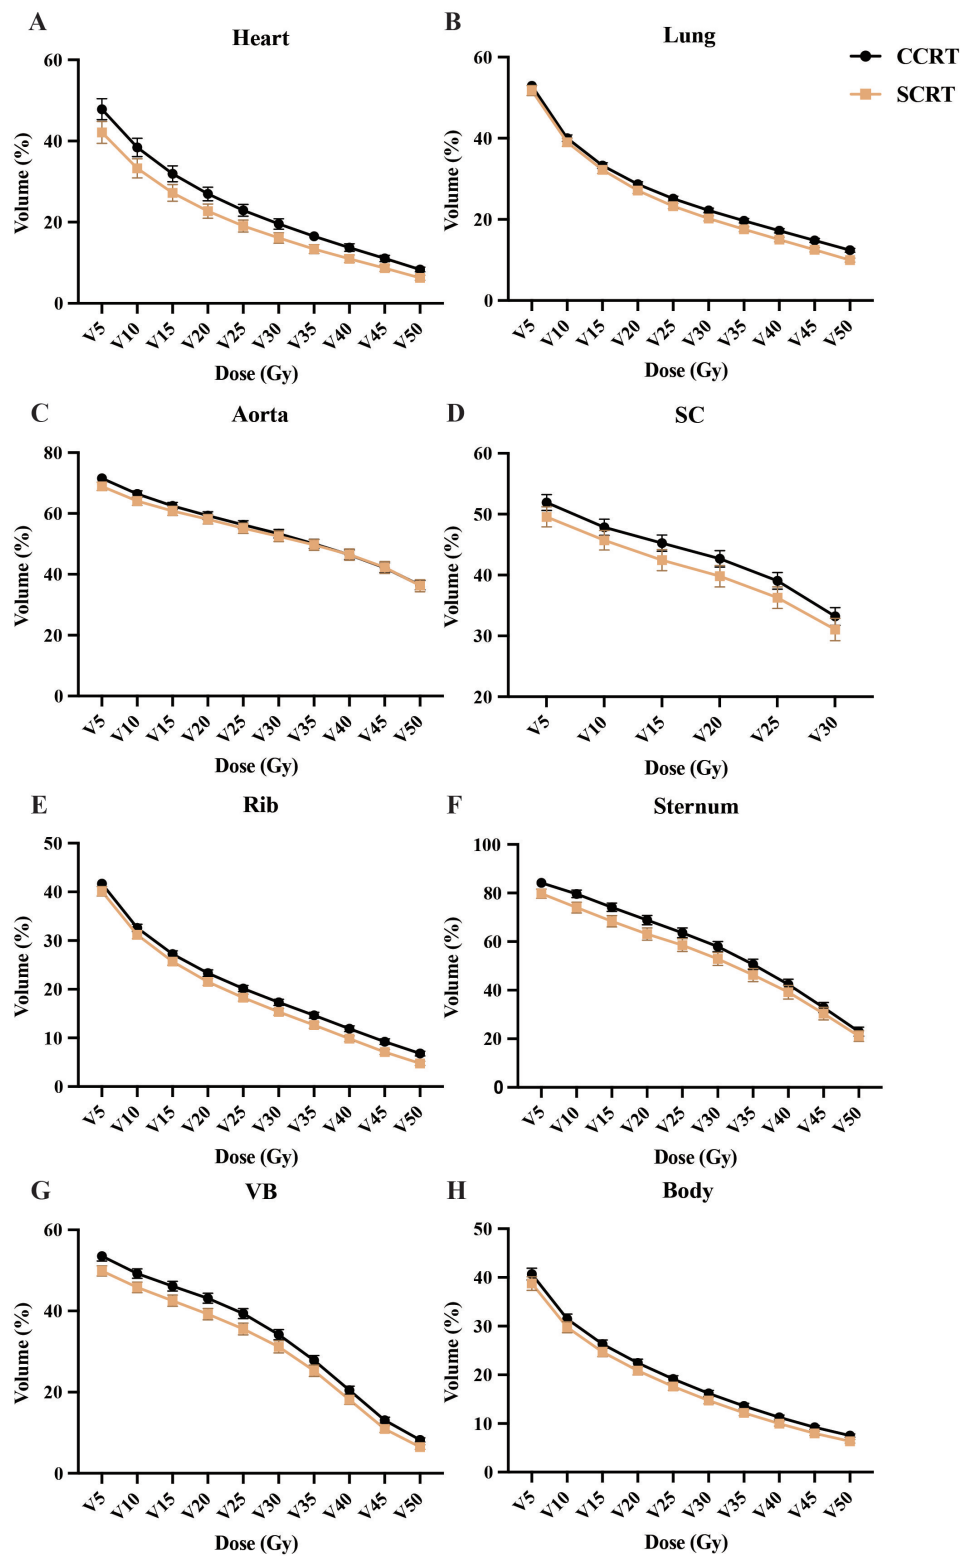 A
Heart
60
40
20
0
Volume (%)
V5 V10 V15 V20 V25 V30 V35 V40 V45 V50
Dose (Gy)
B
Lung
60
40
20
0
Volume (%)
V5 V10 V15 V20 V25 V30 V35 V40 V45 V50
Dose (Gy)
CCRT
SCRT
C
Aorta
80
60
40
20
0
Volume (%)
V5 V10 V15 V20 V25 V30 V35 V40 V45 V50
Dose (Gy)
D
SC
60
50
40
30
20
Volume (%)
V5 V10 V15 V20 V25 V30
Dose (Gy)
E
Rib
50
40
30
20
10
0
Volume (%)
V5 V10 V15 V20 V25 V30 V35 V40 V45 V50
Dose (Gy)
F
Sternum
100
80
60
40
20
0
Volume (%)
V5 V10 V15 V20 V25 V30 V35 V40 V45 V50
Dose (Gy)
G
VB
60
40
20
0
Volume (%)
V5 V10 V15 V20 V25 V30 V35 V40 V45 V50
Dose (Gy)
H
Body
50
40
30
20
10
0
Volume (%)
V5 V10 V15 V20 V25 V30 V35 V40 V45 V50
Dose (Gy)